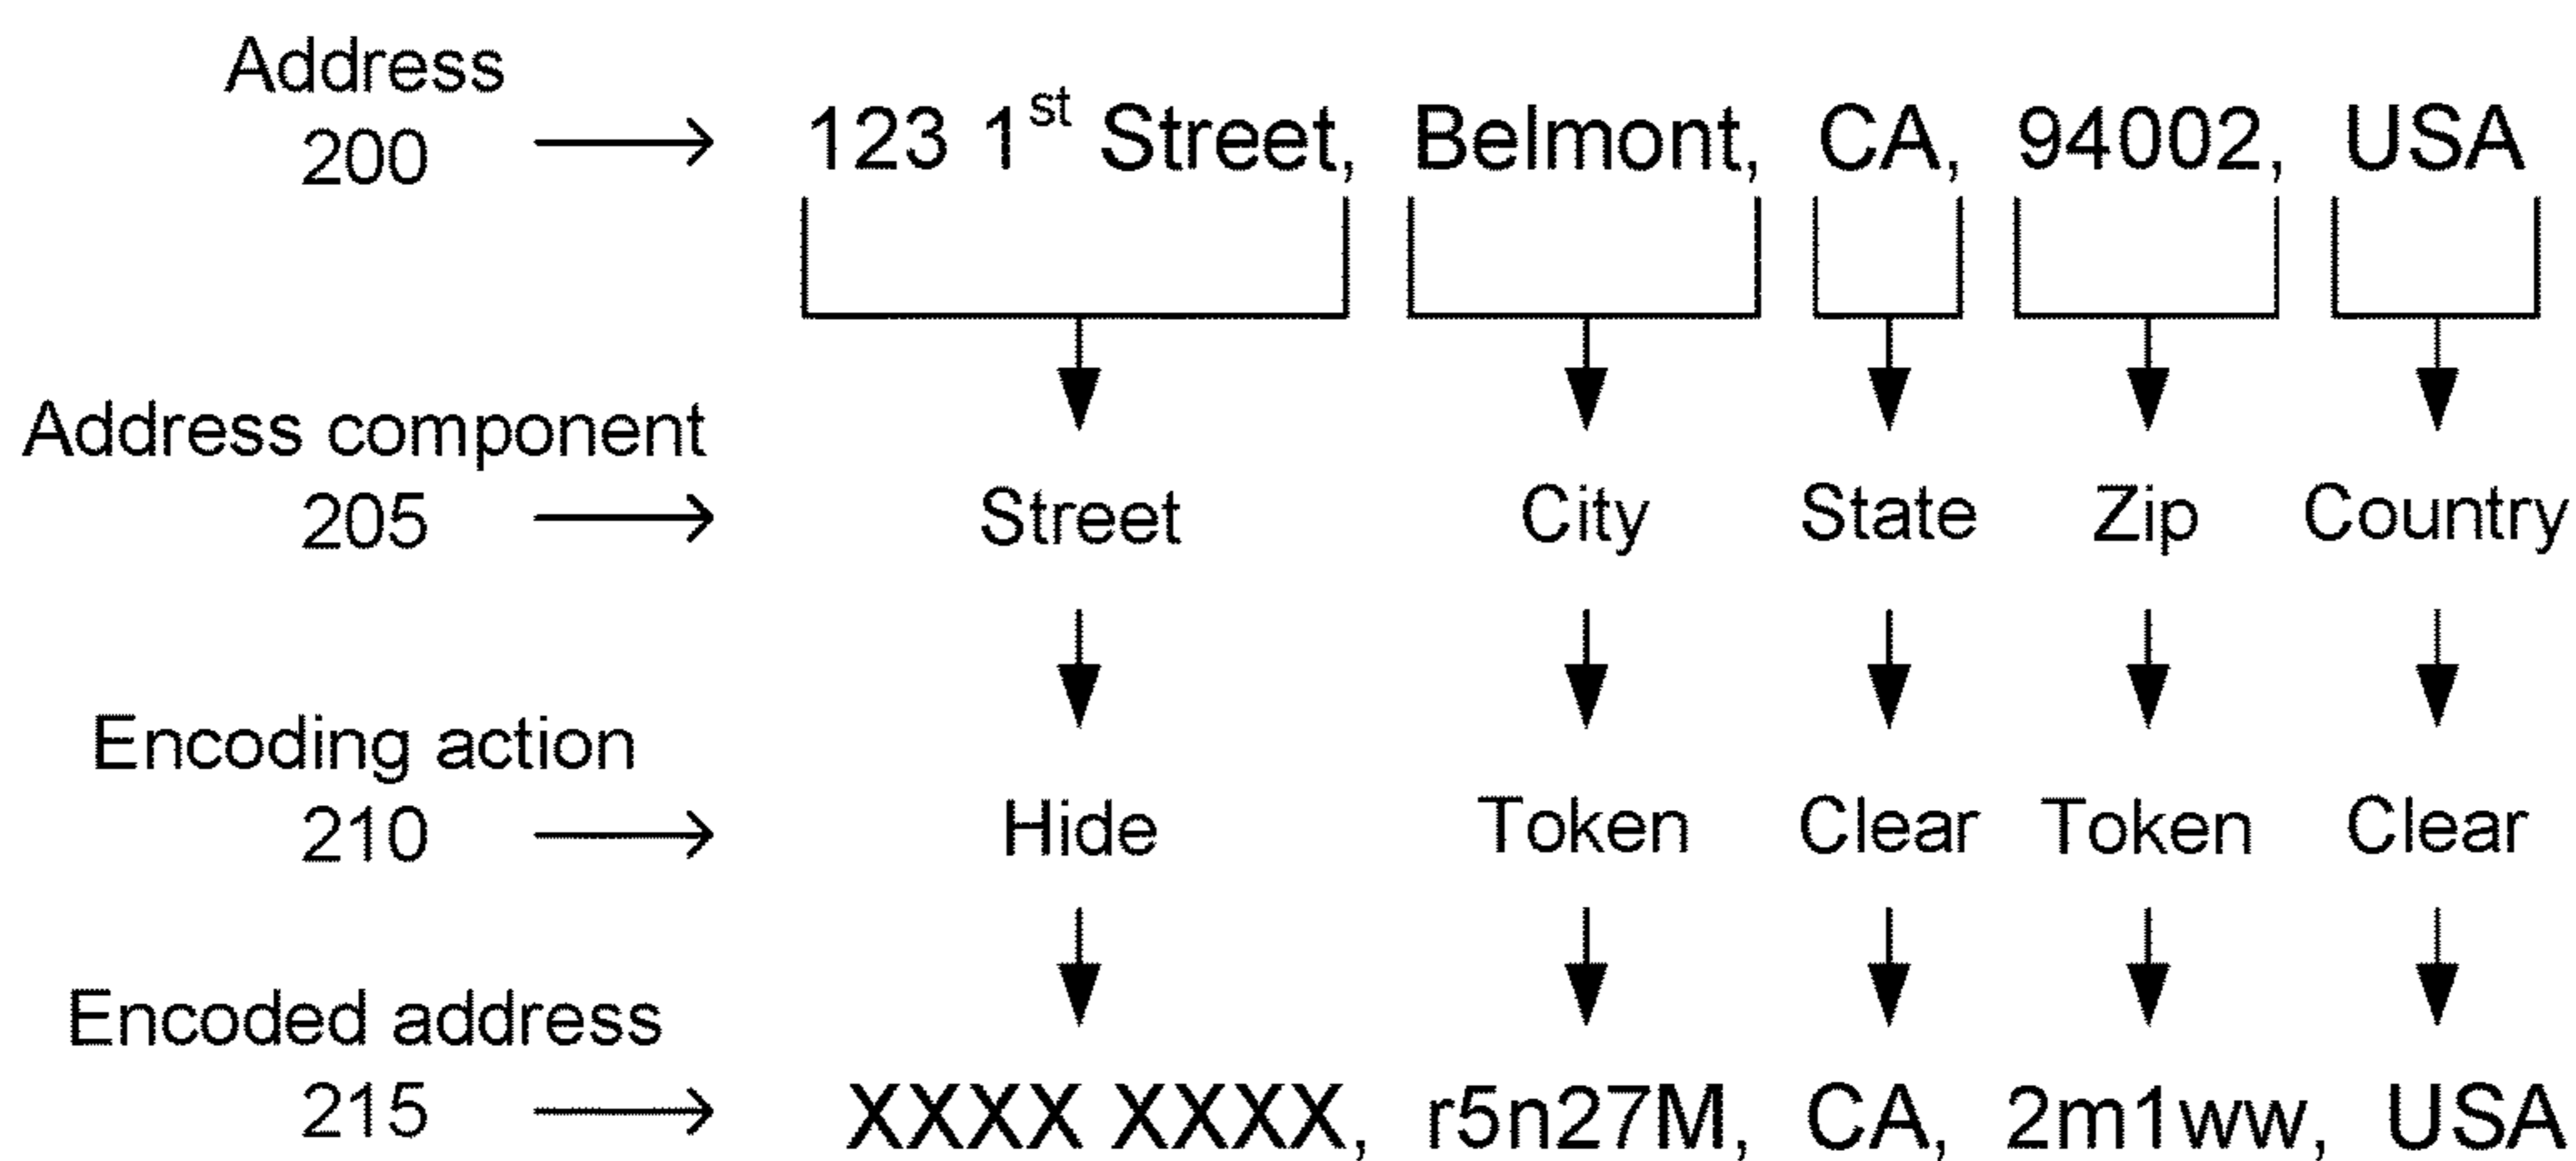 Address
200 123 1st Street, Belmont, CA, 94002, USA
Address component
205 Street City State Zip Country
Encoding action
210 Hide Token Clear Token Clear
Encoded address
215 XXXX XXXX, r5n27M, CA, 2m1ww, USA